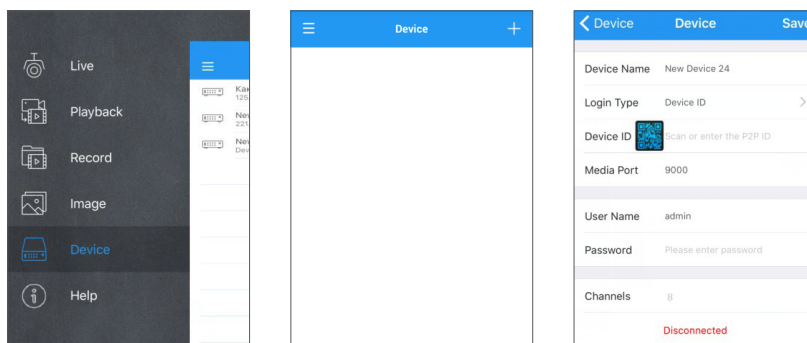 Live
Playback
Record
Image
Device
Help
125.
221.
Device
Device
Device
Save
Device Name New Device 24
Login Type Device ID
Device ID Scan or enter the P2P ID
Media Port 9000
User Name admin
Password Please enter password
Channels 8
Disconnected